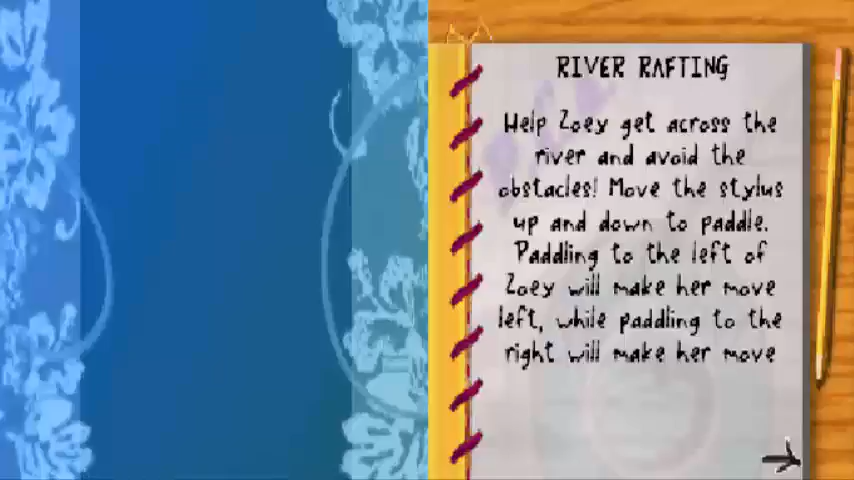 RIVER RAFTING
Help Zoey get across the
river and avoid the
obstacles! Move the stylus
up and down to paddle.
Paddling to the left of
Zoey will make her move
left, while paddling to the
right will make her move